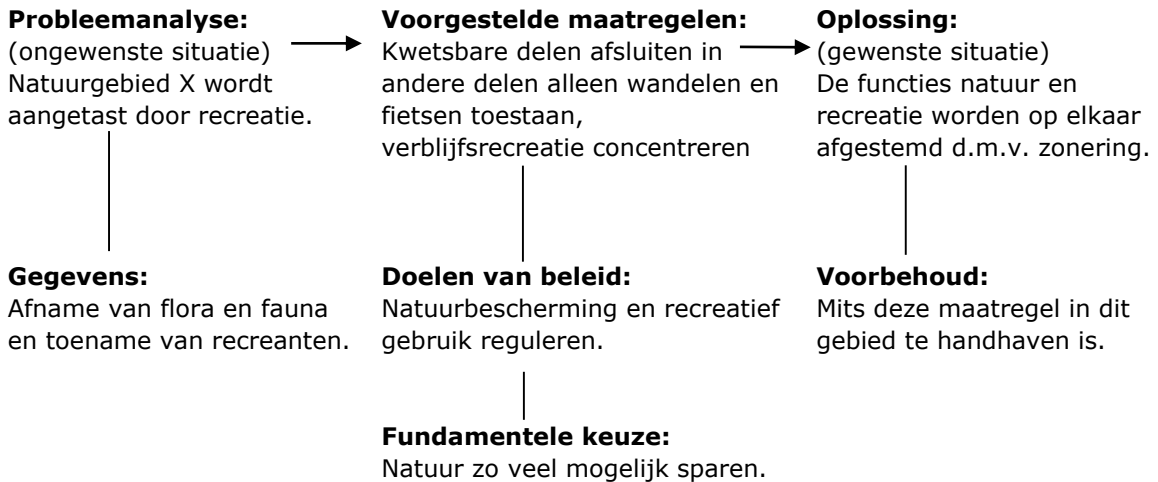 Probleemanalyse:
(ongewenste situatie)
Natuurgebied X wordt
aangetast door recreatie.
Voorgestelde maatregelen:
Kwetsbare delen afsluiten in
andere delen alleen wandelen en
fietsen toestaan,
verblijfsrecreatie concentreren
Oplossing:
(gewenste situatie)
De functies natuur en
recreatie worden op elkaar
afgestemd d.m.v. zonering.
Gegevens:
Afname van flora en fauna
en toename van recreanten.
Doelen van beleid:
Natuurbescherming en recreatief
gebruik reguleren.
Voorbehoud:
Mits deze maatregel in dit
gebied te handhaven is.
Fundamentele keuze:
Natuur zo veel mogelijk sparen.